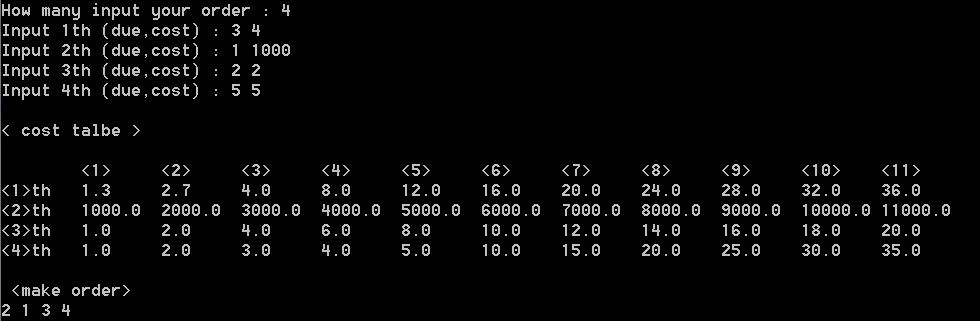 How many input your order : 4
Input 1th (due,cost) : 3 4
Input 2th (due,cost) : 1 1000
Input 3th (due,cost) : 2 2
Input 4th (due,cost) : 5 5
< cost talbe >
<1> <2> <3> <4> <5> <6> <7> <8> <9> <10> <11>
<1>th 1.3 2.7 4.0 8.0 12.0 16.0 20.0 24.0 28.0 32.0 36.0
<2>th 1000.0 2000.0 3000.0 4000.0 5000.0 6000.0 7000.0 8000.0 9000.0 10000.0 11000.0
<3>th 1.0 2.0 4.0 6.0 8.0 10.0 12.0 14.0 16.0 18.0 20.0
<4>th 1.0 2.0 3.0 4.0 5.0 10.0 15.0 20.0 25.0 30.0 35.0
<make order>
2 1 3 4